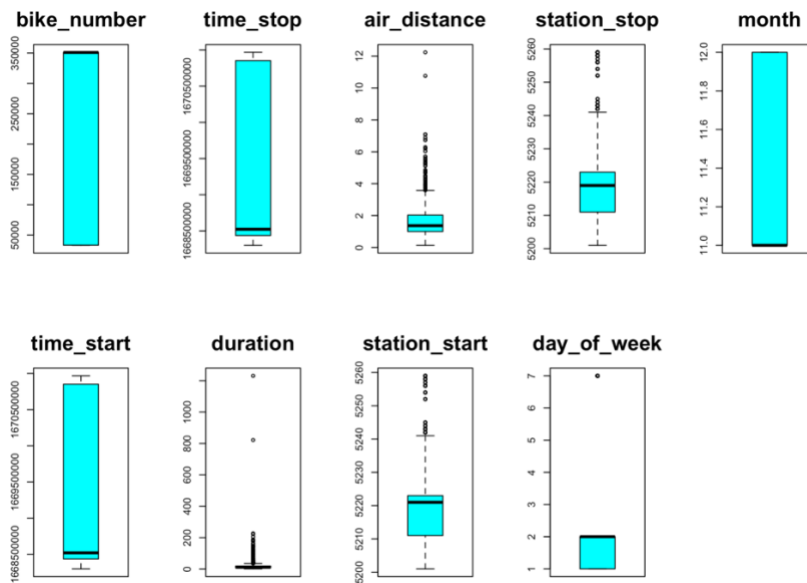 bike_number time_stop air_distance station_stop month
50000 150000 250000 350000
1668500000 1669500000 1670500000
0 2 4 6 8 10 12
5200 5210 5220 5230 5240 5250 5260
11.0 11.2 11.4 11.6 11.8 12.0
time_start duration station_start day_of_week
1668500000 1669500000 1670500000
0 200 400 600 800 1000
5200 5210 5220 5230 5240 5250 5260
1 2 3 4 5 6 7